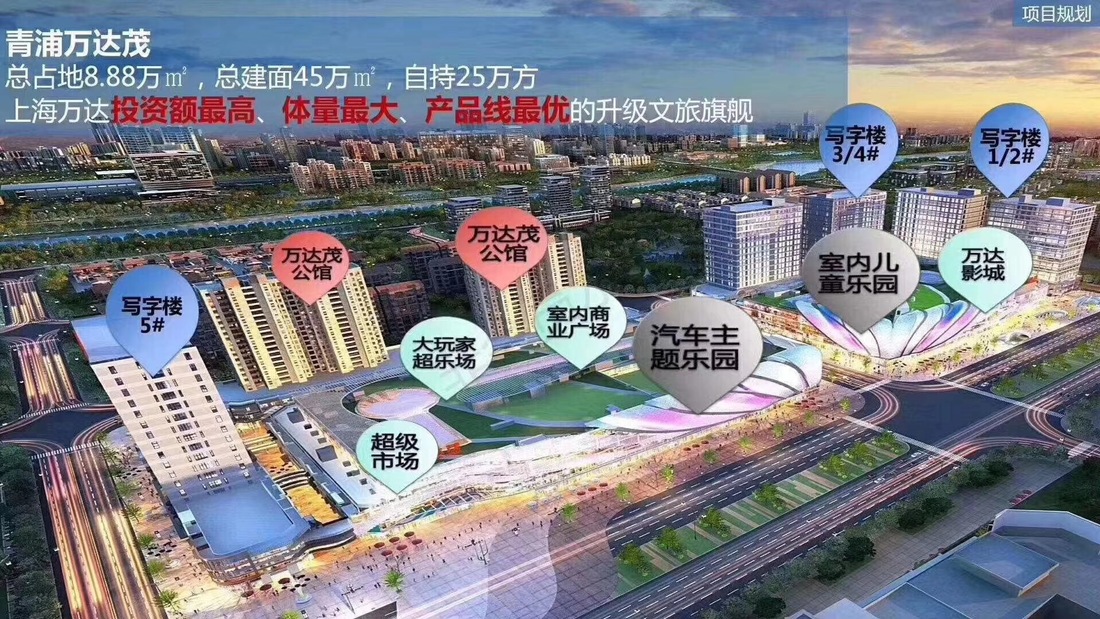 项目规划
青浦万达茂
总占地8.88万㎡，总建面45万㎡，自持25万方
上海万达投资额最高、体量最大、产品线最优的升级文旅旗舰
写字楼
3/4#
写字楼
1/2#
万达茂
公馆
万达茂
公馆
室内儿
童乐园
万达
影城
写字楼
5#
大玩家
超乐场
室内商
业广场
汽车主
题乐园
超级
市场